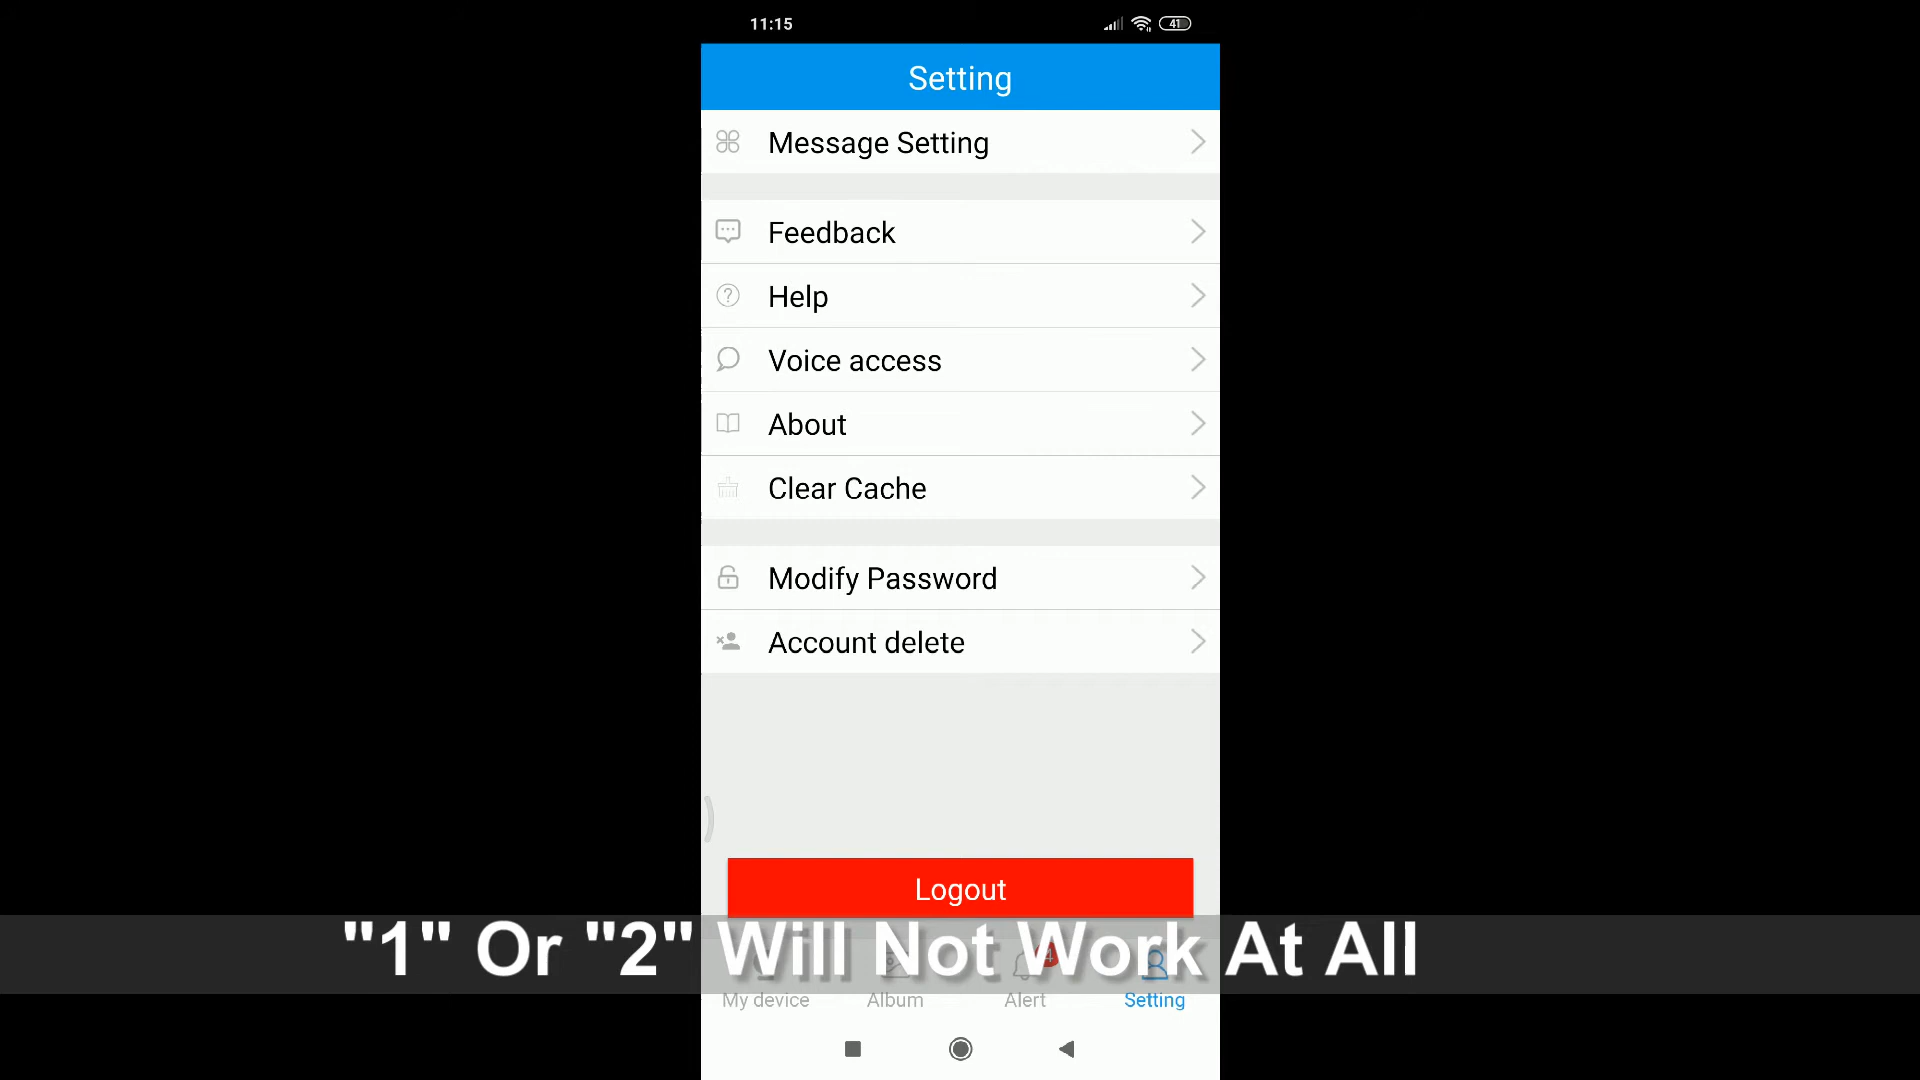 11:15
41
Setting
Message Setting
Feedback
Help
Voice access
About
Clear Cache
Modify Password
Account delete
Logout
"1" Or "2" Will Not Work At All
4
My device
Album
Alert
Setting